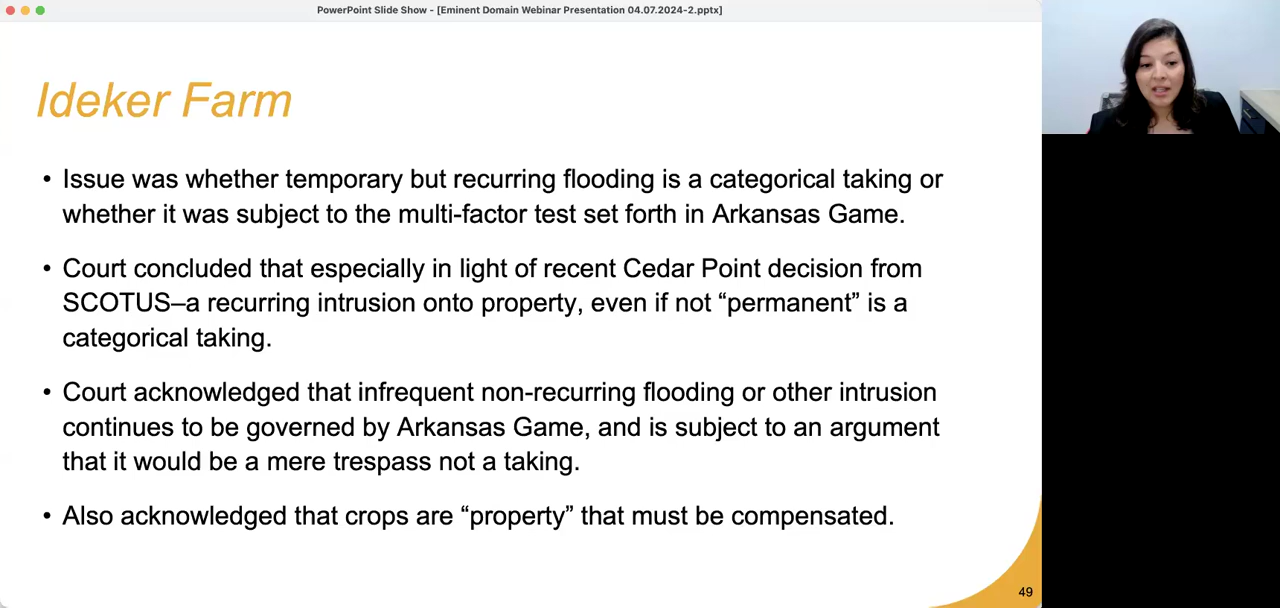 PowerPoint Slide Show - [Eminent Domain Webinar Presentation 04.07.2024-2.pptx]
Ideker Farm
• Issue was whether temporary but recurring flooding is a categorical taking or
whether it was subject to the multi-factor test set forth in Arkansas Game.
• Court concluded that especially in light of recent Cedar Point decision from
SCOTUS–a recurring intrusion onto property, even if not “permanent” is a
categorical taking.
• Court acknowledged that infrequent non-recurring flooding or other intrusion
continues to be governed by Arkansas Game, and is subject to an argument
that it would be a mere trespass not a taking.
• Also acknowledged that crops are “property” that must be compensated.
49